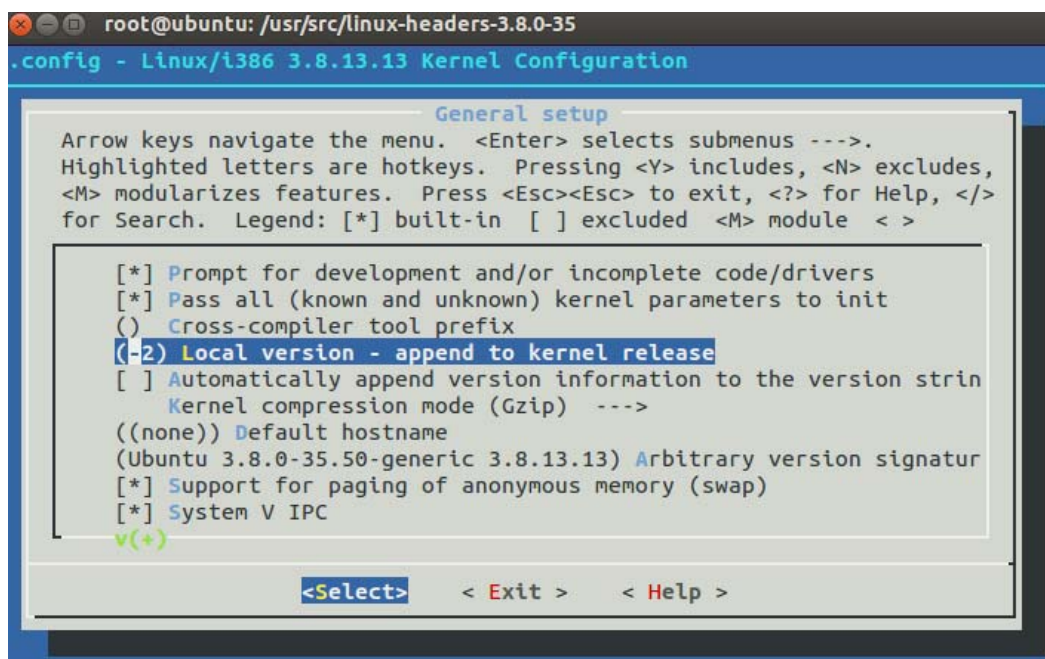 root@ubuntu: /usr/src/linux-headers-3.8.0-35
.config - Linux/i386 3.8.13.13 Kernel Configuration
General setup
Arrow keys navigate the menu.  <Enter> selects submenus --->.
Highlighted letters are hotkeys.  Pressing <Y> includes, <N> excludes,
<M> modularizes features.  Press <Esc><Esc> to exit, <?> for Help, </>
for Search.  Legend: [*] built-in  [ ] excluded  <M> module  < >
[*] Prompt for development and/or incomplete code/drivers
[*] Pass all (known and unknown) kernel parameters to init
()  Cross-compiler tool prefix
(-2) Local version - append to kernel release
[ ] Automatically append version information to the version strin
Kernel compression mode (Gzip)  --->
((none)) Default hostname
(Ubuntu 3.8.0-35.50-generic 3.8.13.13) Arbitrary version signatur
[*] Support for paging of anonymous memory (swap)
[*] System V IPC
v(+)
<Select>    < Exit >    < Help >